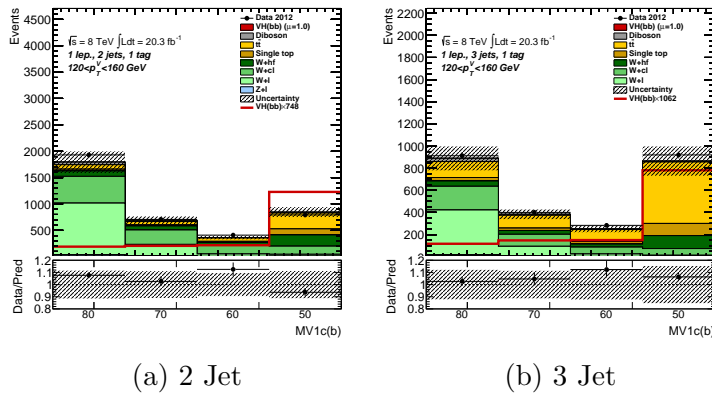 Events
4500
4000
3500
3000
2500
2000
1500
1000
500
√s = 8 TeV ∫Ldt = 20.3 fb⁻¹
1 lep., 2 jets, 1 tag
120<p_T^V<160 GeV
Data 2012
VH(bb) (μ=1.0)
Diboson
tt̄
Single top
W+hf
W+cl
W+l
Z+l
Uncertainty
VH(bb)×748
Data/Pred
1.2
1.1
1
0.9
0.8
80 70 60 50
MV1c(b)
(a) 2 Jet
Events
2200
2000
1800
1600
1400
1200
1000
800
600
400
200
√s = 8 TeV ∫Ldt = 20.3 fb⁻¹
1 lep., 3 jets, 1 tag
120<p_T^V<160 GeV
Data 2012
VH(bb) (μ=1.0)
Diboson
tt̄
Single top
W+hf
W+cl
W+l
Uncertainty
VH(bb)×1062
Data/Pred
1.2
1.1
1
0.9
0.8
80 70 60 50
MV1c(b)
(b) 3 Jet